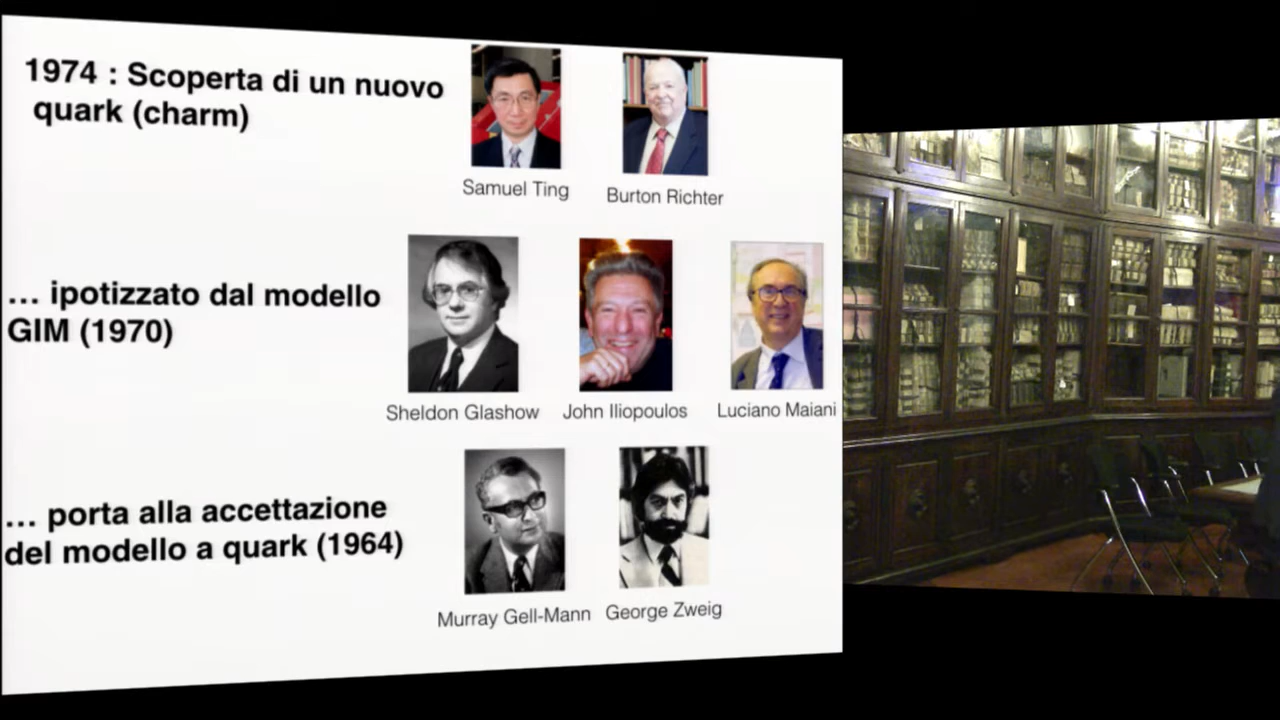 1974 : Scoperta di un nuovo
quark (charm)
Samuel Ting
Burton Richter
... ipotizzato dal modello
GIM (1970)
Sheldon Glashow
John Iliopoulos
Luciano Maiani
... porta alla accettazione
del modello a quark (1964)
Murray Gell-Mann
George Zweig